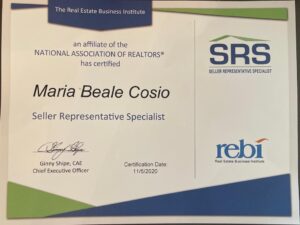 The Real Estate Business Institute
an affiliate of the
NATIONAL ASSOCIATION OF REALTORS®
has certified
Maria Beale Cosio
Seller Representative Specialist
Ginny Shipe, CAE
Chief Executive Officer
Certification Date:
11/5/2020
SRS
SELLER REPRESENTATIVE SPECIALIST
rebi
Real Estate Business Institute